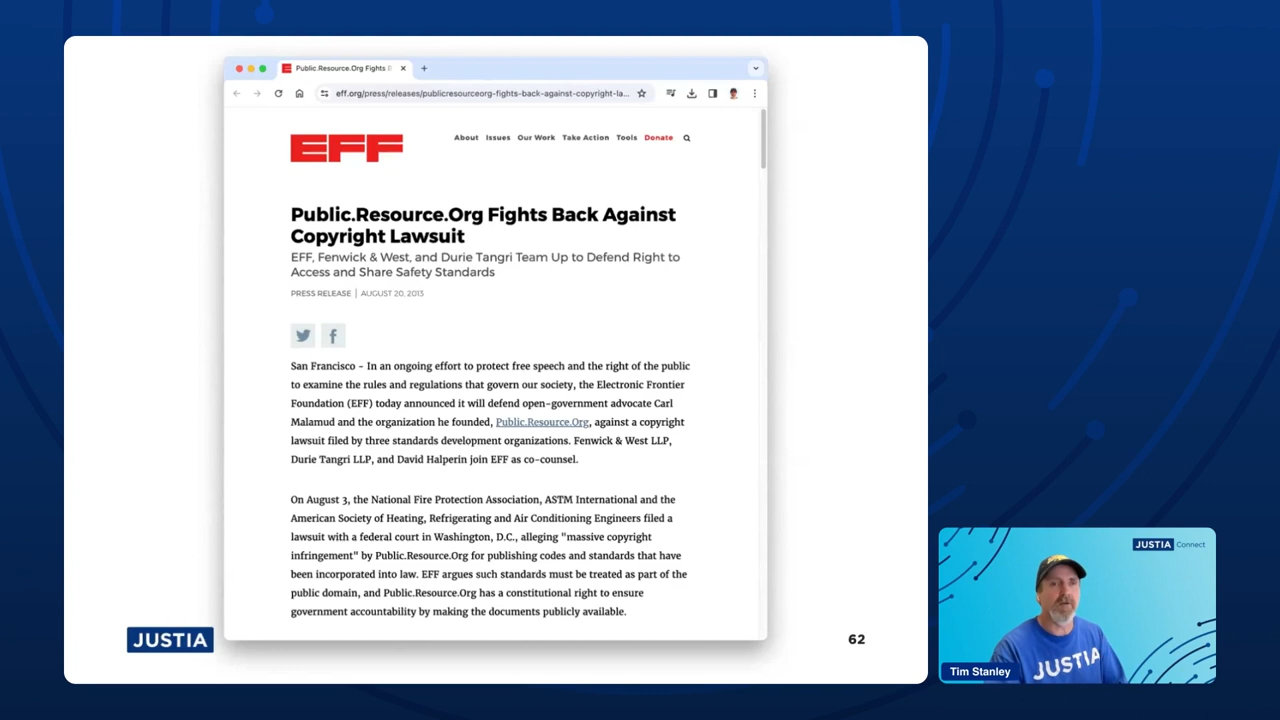 Public.Resource.Org Fights B
eff.org/press/releases/publicresourceorg-fights-back-against-copyright-la...
EFF
About Issues Our Work Take Action Tools Donate
Public.Resource.Org Fights Back Against
Copyright Lawsuit
EFF, Fenwick & West, and Durie Tangri Team Up to Defend Right to
Access and Share Safety Standards
PRESS RELEASE | AUGUST 20, 2013
San Francisco - In an ongoing effort to protect free speech and the right of the public
to examine the rules and regulations that govern our society, the Electronic Frontier
Foundation (EFF) today announced it will defend open-government advocate Carl
Malamud and the organization he founded, Public.Resource.Org, against a copyright
lawsuit filed by three standards development organizations. Fenwick & West LLP,
Durie Tangri LLP, and David Halperin join EFF as co-counsel.
On August 3, the National Fire Protection Association, ASTM International and the
American Society of Heating, Refrigerating and Air Conditioning Engineers filed a
lawsuit with a federal court in Washington, D.C., alleging "massive copyright
infringement" by Public.Resource.Org for publishing codes and standards that have
been incorporated into law. EFF argues such standards must be treated as part of the
public domain, and Public.Resource.Org has a constitutional right to ensure
government accountability by making the documents publicly available.
JUSTIA
62
JUSTIA Connect
JUSTIA
Tim Stanley